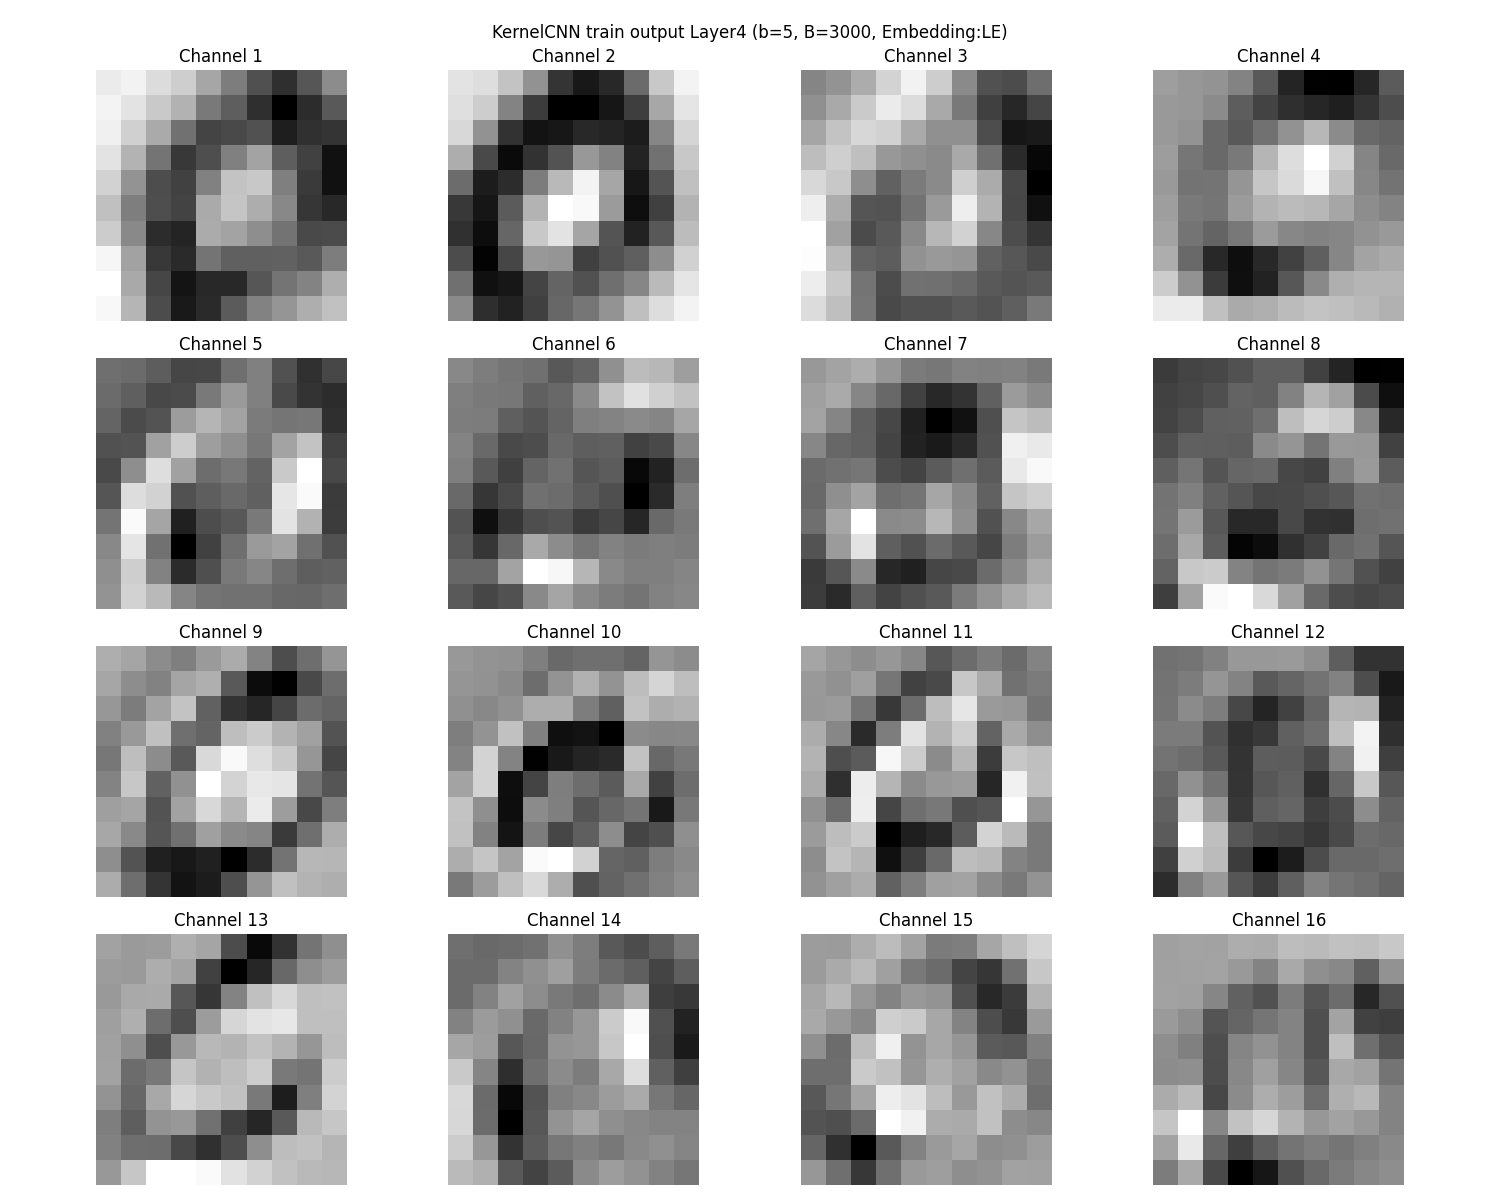 KernelCNN train output Layer4 (b=5, B=3000, Embedding:LE)
Channel 1
Channel 2
Channel 3
Channel 4
Channel 5
Channel 6
Channel 7
Channel 8
Channel 9
Channel 10
Channel 11
Channel 12
Channel 13
Channel 14
Channel 15
Channel 16